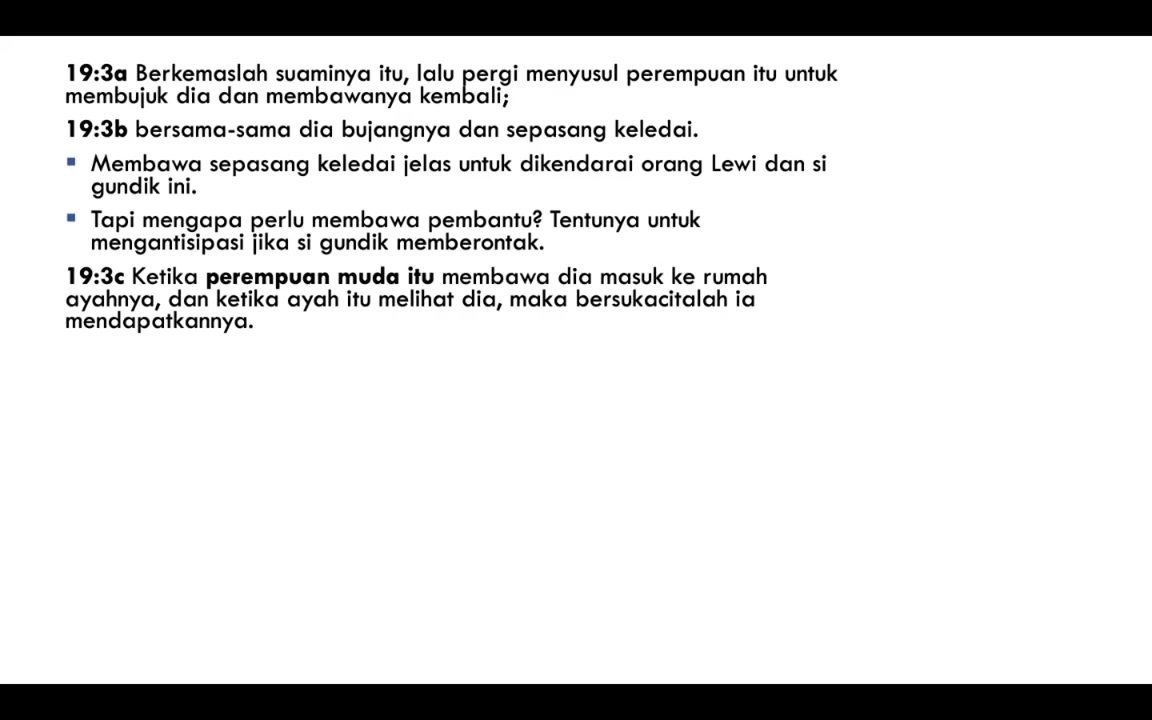 19:3a Berkemaslah suaminya itu, lalu pergi menyusul perempuan itu untuk
membujuk dia dan membawanya kembali;
19:3b bersama-sama dia bujangnya dan sepasang keledai.
▪ Membawa sepasang keledai jelas untuk dikendarai orang Lewi dan si
gundik ini.
▪ Tapi mengapa perlu membawa pembantu? Tentunya untuk
mengantisipasi jika si gundik memberontak.
19:3c Ketika perempuan muda itu membawa dia masuk ke rumah
ayahnya, dan ketika ayah itu melihat dia, maka bersukacitalah ia
mendapatkannya.